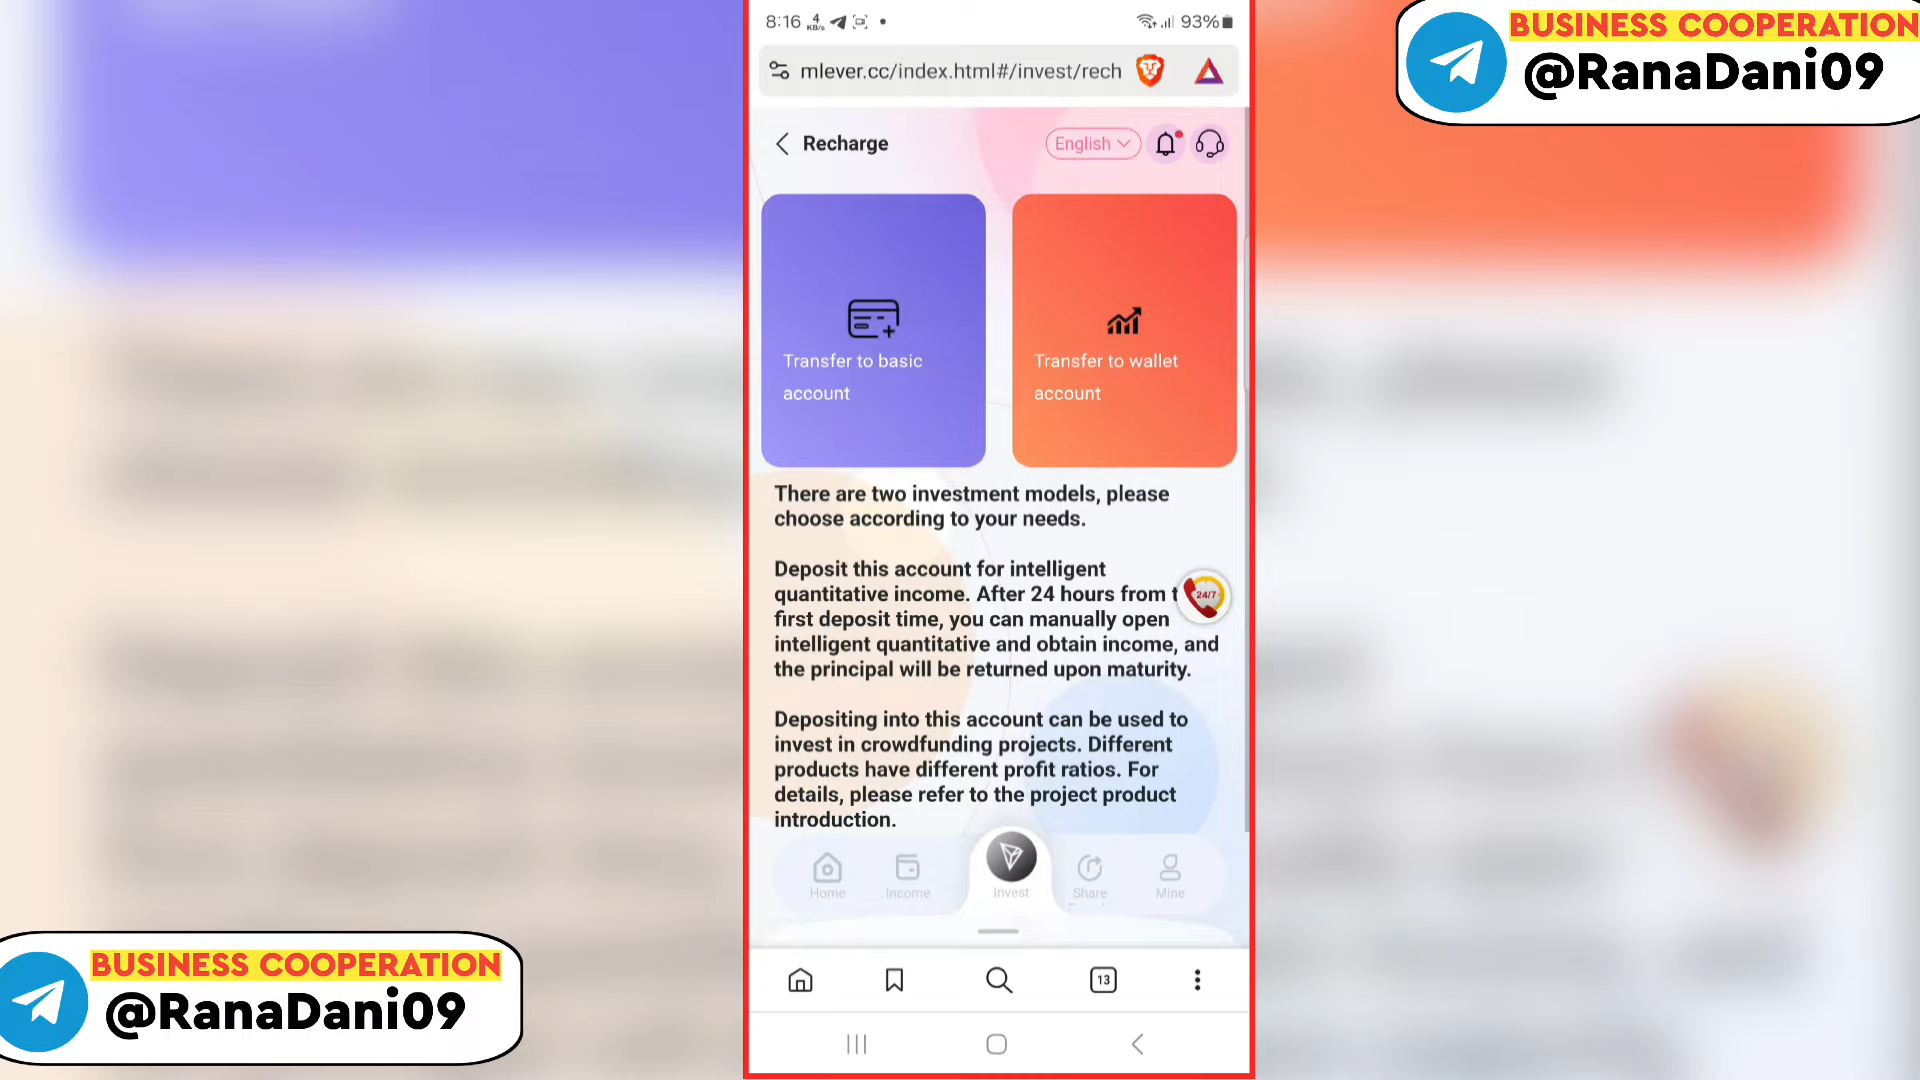 8:16 4 KB/s 93%
mlever.cc/index.html#/invest/rech
Recharge
English
Transfer to basic
account
Transfer to wallet
account
There are two investment models, please
choose according to your needs.
Deposit this account for intelligent
quantitative income. After 24 hours from t
first deposit time, you can manually open
intelligent quantitative and obtain income, and
the principal will be returned upon maturity.
24/7
Depositing into this account can be used to
invest in crowdfunding projects. Different
products have different profit ratios. For
details, please refer to the project product
introduction.
Home
Income
Invest
Share
Mine
13
BUSINESS COOPERATION
@RanaDani09
BUSINESS COOPERATION
@RanaDani09